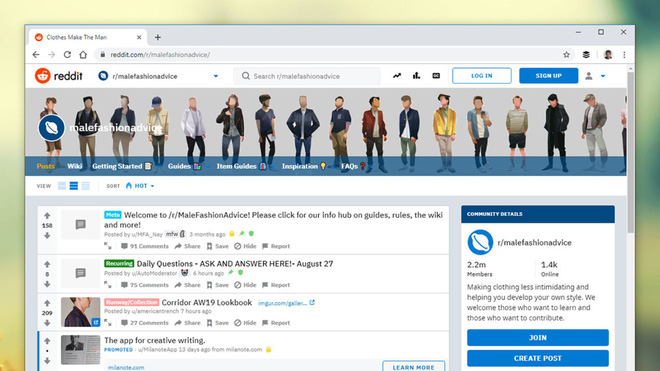 Clothes Make The Man
reddit.com/r/malefashionadvice/
reddit
r/malefashionadvice
Search r/malefashionadvice
LOG IN
SIGN UP
malefashionadvice
Posts Wiki Getting Started Guides Item Guides Inspiration FAQs
VIEW SORT HOT
COMMUNITY DETAILS
r/malefashionadvice
2.2m 1.4k
Members Online
Making clothing less intimidating and
helping you develop your own style. We
welcome those who want to learn and
those who want to contribute.
JOIN
CREATE POST
158
Meta Welcome to /r/MaleFashionAdvice! Please click for our info hub on guides, rules, the wiki
and more!
Posted by u/MFA_Nay mfw 3 months ago
91 Comments Share Save Hide Report
8
Recurring Daily Questions - ASK AND ANSWER HERE!- August 27
Posted by u/AutoModerator 6 hours ago
175 Comments Share Save Hide Report
209
Runway/Collection Corridor AW19 Lookbook imgur.com/galler...
Posted by u/americantrench 7 hours ago
27 Comments Share Save Hide Report
The app for creative writing.
PROMOTED · u/MilanoteApp 13 days ago from milanote.com
milanote.com
LEARN MORE